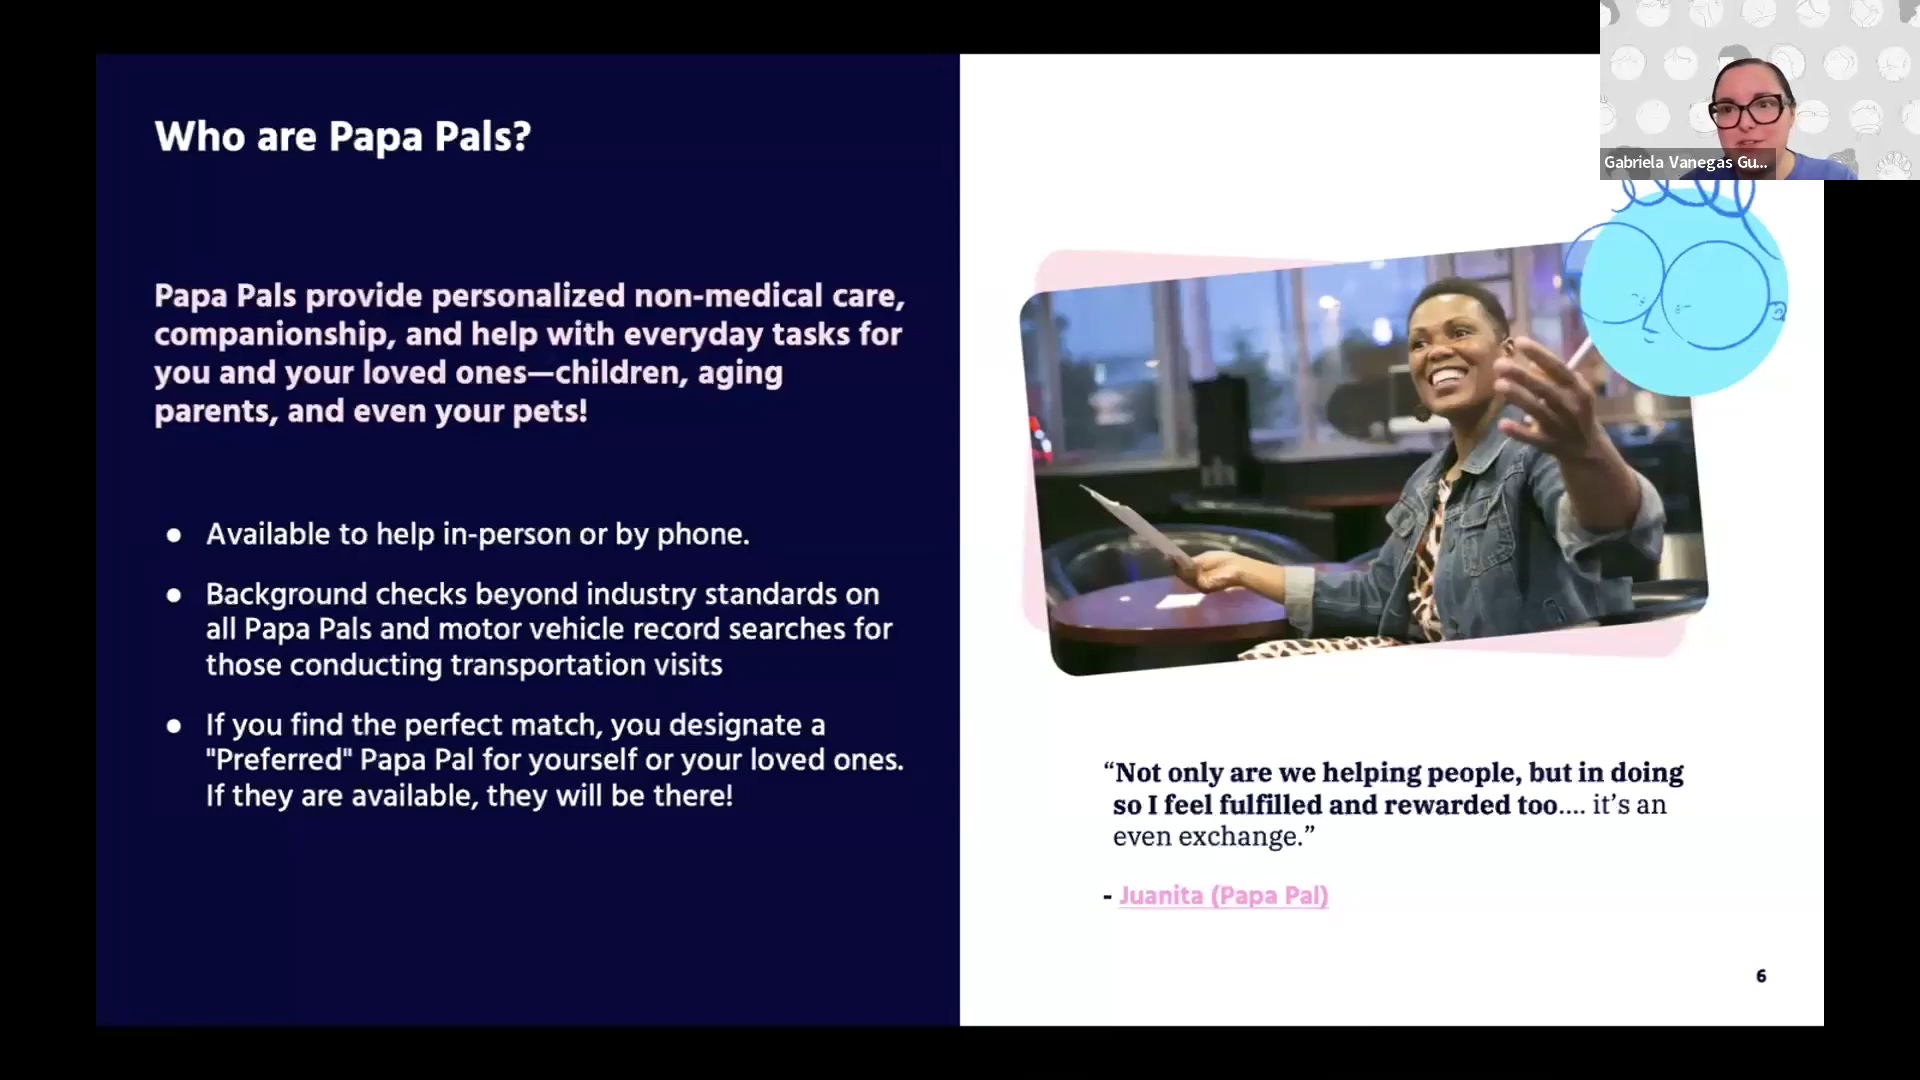 Who are Papa Pals?
Papa Pals provide personalized non-medical care,
companionship, and help with everyday tasks for
you and your loved ones—children, aging
parents, and even your pets!
● Available to help in-person or by phone.
● Background checks beyond industry standards on
all Papa Pals and motor vehicle record searches for
those conducting transportation visits
● If you find the perfect match, you designate a
"Preferred" Papa Pal for yourself or your loved ones.
If they are available, they will be there!
Gabriela Vanegas Gu...
“Not only are we helping people, but in doing
so I feel fulfilled and rewarded too.... it’s an
even exchange.”
- Juanita (Papa Pal)
6